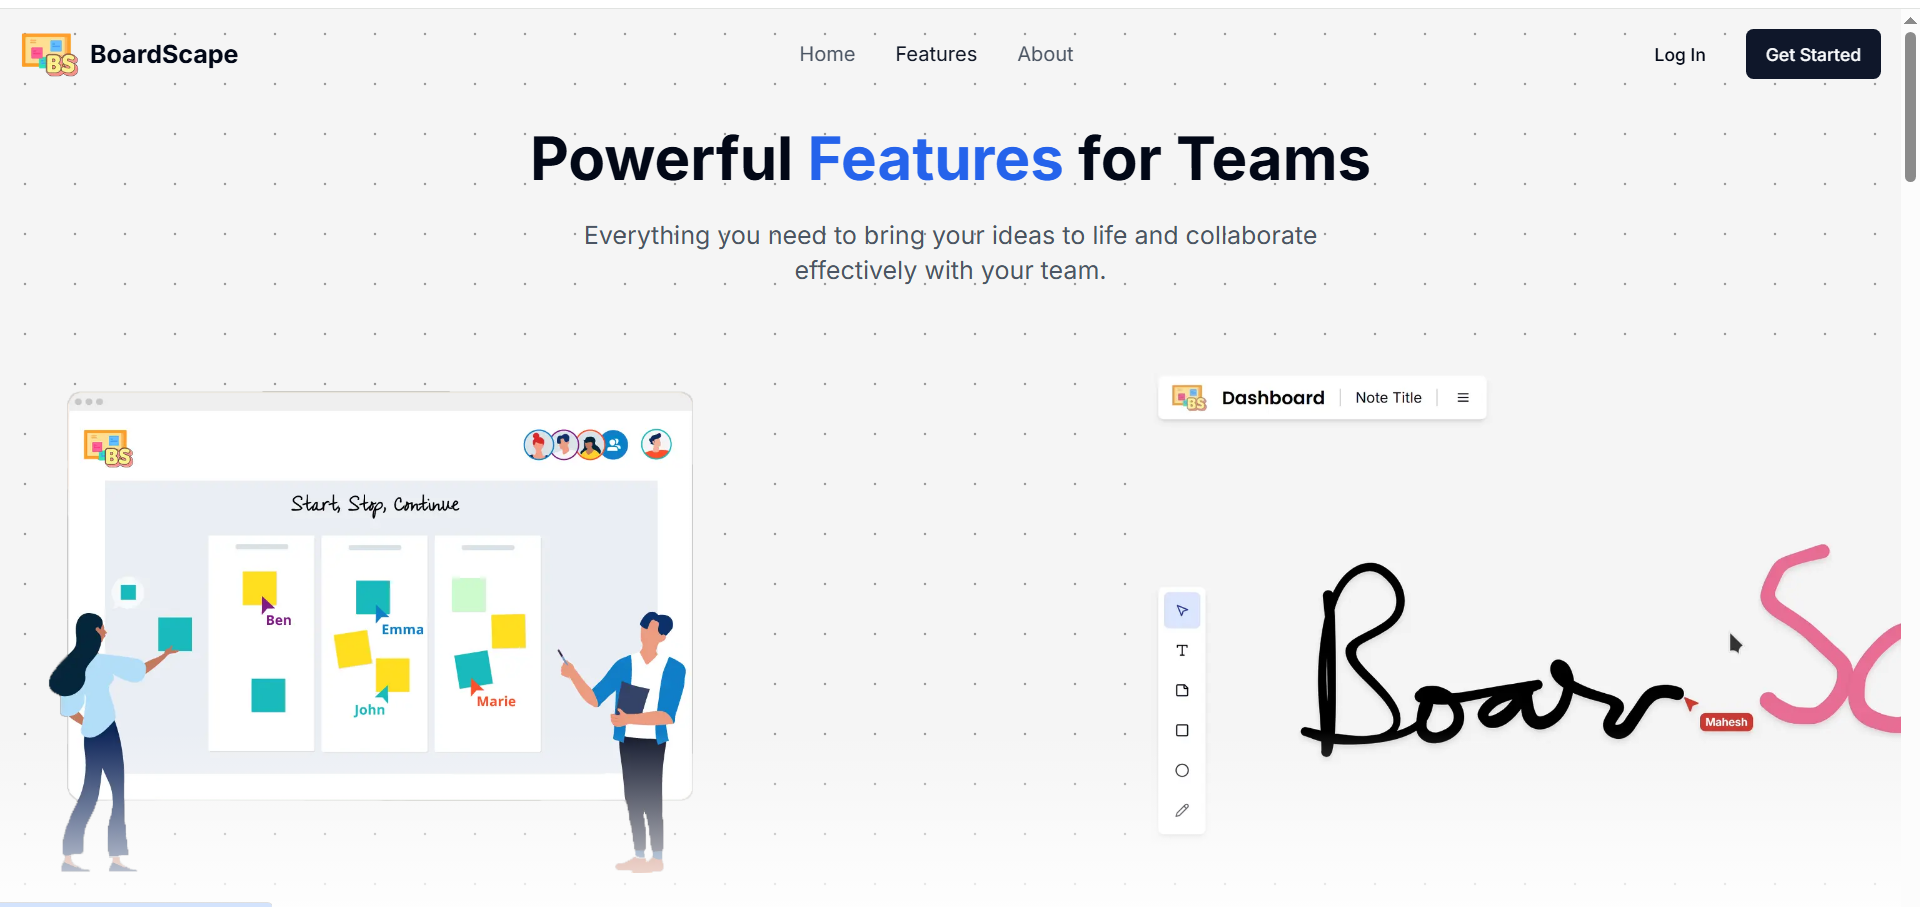 BS BoardScape Home Features About Log In Get Started
Powerful Features for Teams
Everything you need to bring your ideas to life and collaborate
effectively with your team.
BS Dashboard Note Title
BS
Start, Stop, Continue
Ben
Emma
John
Marie
T
Boar
Sc
Mahesh